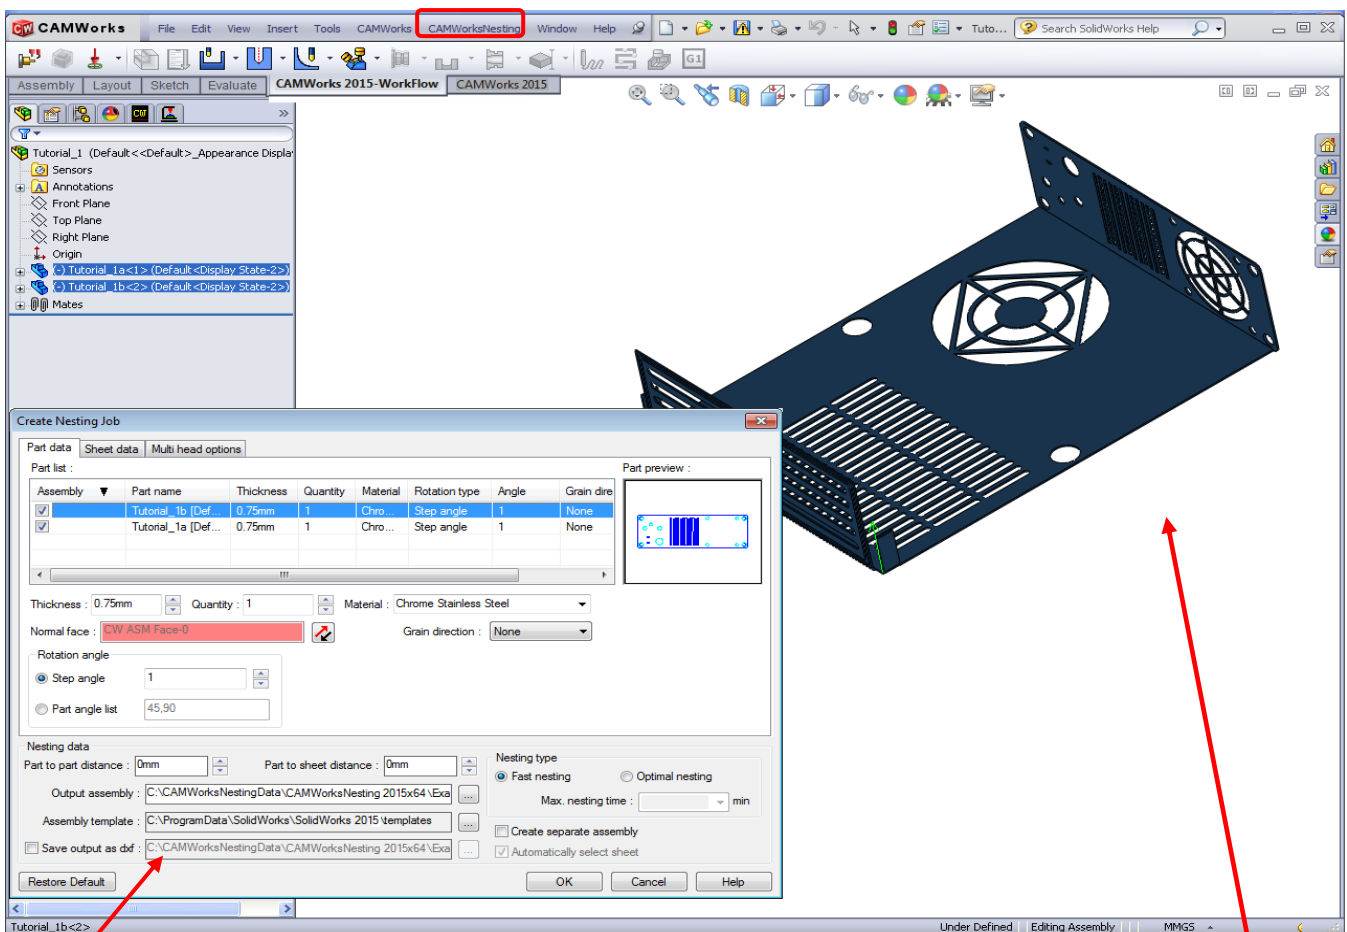 CAMWorks File Edit View Insert Tools CAMWorks CAMWorksNesting Window Help Tuto... Search SolidWorks Help
G1
Assembly Layout Sketch Evaluate CAMWorks 2015-WorkFlow CAMWorks 2015
Tutorial_1 (Default<<Default>_Appearance Display
Sensors
Annotations
Front Plane
Top Plane
Right Plane
Origin
(-) Tutorial_1a<1> (Default<Display State-2>)
(-) Tutorial_1b<2> (Default<Display State-2>)
Mates
Create Nesting Job
Part data Sheet data Multi head options
Part list : Part preview :
Assembly Part name Thickness Quantity Material Rotation type Angle Grain dire
Tutorial_1b [Def... 0.75mm 1 Chro... Step angle 1 None
Tutorial_1a [Def... 0.75mm 1 Chro... Step angle 1 None
Thickness : 0.75mm Quantity : 1 Material : Chrome Stainless Steel
Normal face : CW ASM Face-0 Grain direction : None
Rotation angle
Step angle 1
Part angle list 45,90
Nesting data
Part to part distance : 0mm Part to sheet distance : 0mm
Nesting type
Fast nesting Optimal nesting
Max. nesting time : min
Output assembly : C:\CAMWorksNestingData\CAMWorksNesting 2015x64\Exa ...
Assembly template : C:\ProgramData\SolidWorks\SolidWorks 2015\templates ...
Create separate assembly
Save output as dxf : C:\CAMWorksNestingData\CAMWorksNesting 2015x64\Exa ...
Automatically select sheet
Restore Default OK Cancel Help
Tutorial_1b<2> Under Defined Editing Assembly MMGS